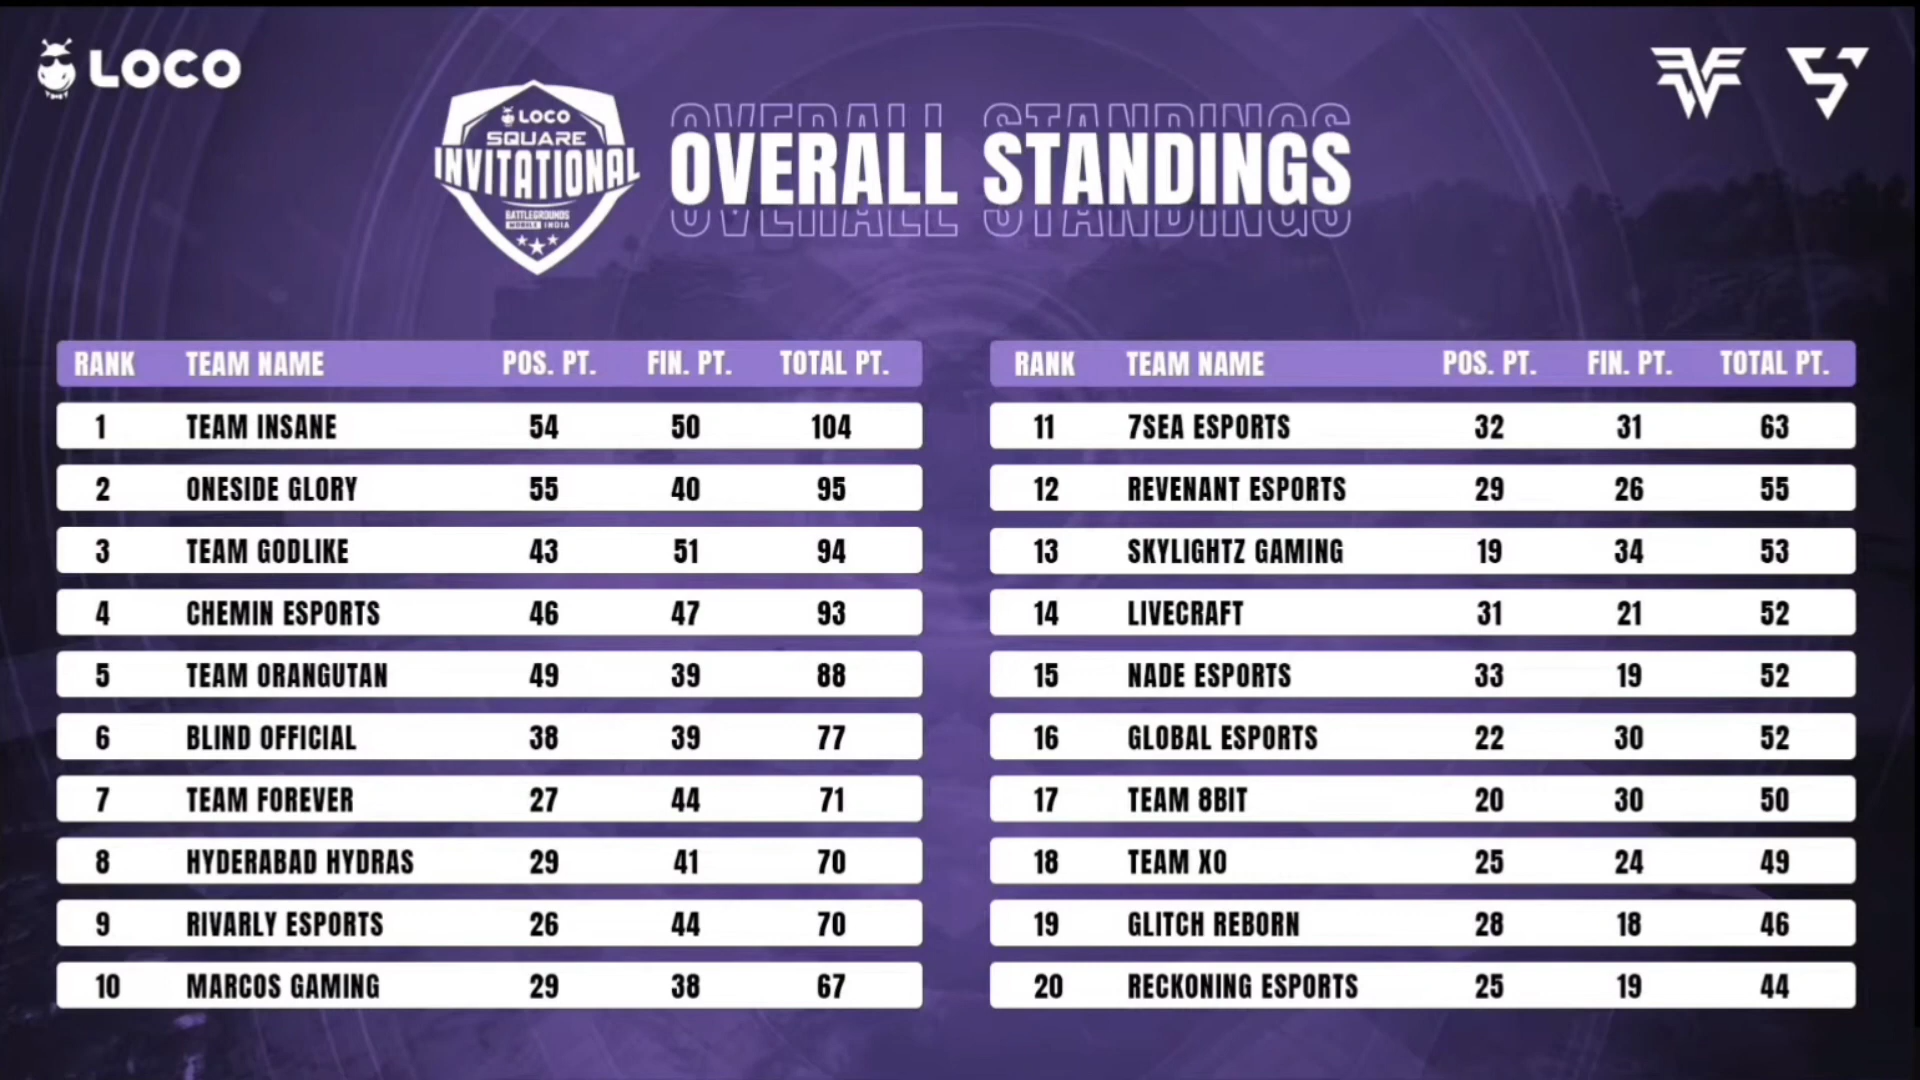 LOCO
LOCO
SQUARE
INVITATIONAL
BATTLEGROUNDS
MOBILE INDIA
OVERALL STANDINGS
RANK TEAM NAME POS. PT. FIN. PT. TOTAL PT.
1 TEAM INSANE 54 50 104
2 ONESIDE GLORY 55 40 95
3 TEAM GODLIKE 43 51 94
4 CHEMIN ESPORTS 46 47 93
5 TEAM ORANGUTAN 49 39 88
6 BLIND OFFICIAL 38 39 77
7 TEAM FOREVER 27 44 71
8 HYDERABAD HYDRAS 29 41 70
9 RIVARLY ESPORTS 26 44 70
10 MARCOS GAMING 29 38 67
RANK TEAM NAME POS. PT. FIN. PT. TOTAL PT.
11 7SEA ESPORTS 32 31 63
12 REVENANT ESPORTS 29 26 55
13 SKYLIGHTZ GAMING 19 34 53
14 LIVECRAFT 31 21 52
15 NADE ESPORTS 33 19 52
16 GLOBAL ESPORTS 22 30 52
17 TEAM 8BIT 20 30 50
18 TEAM XO 25 24 49
19 GLITCH REBORN 28 18 46
20 RECKONING ESPORTS 25 19 44